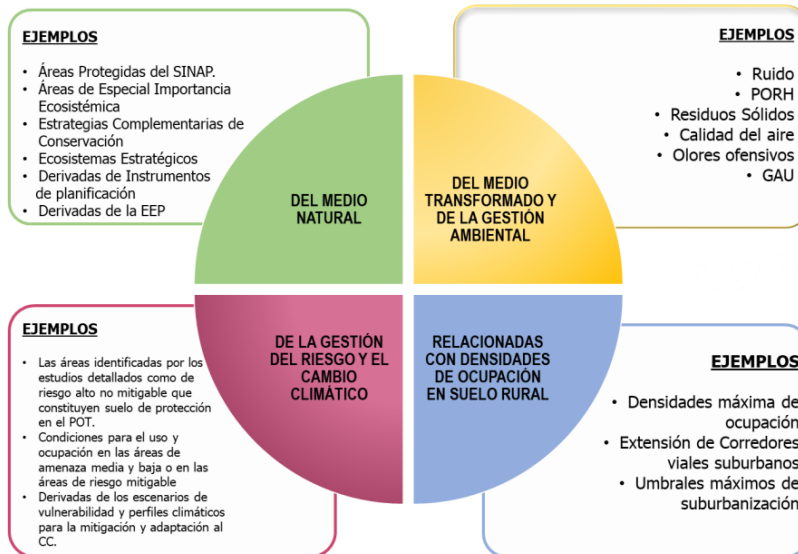 EJEMPLOS
• Áreas Protegidas del SINAP.
• Áreas de Especial Importancia
Ecosistémica
• Estrategias Complementarias de
Conservación
• Ecosistemas Estratégicos
• Derivadas de Instrumentos
de planificación
• Derivadas de la EEP
DEL MEDIO
NATURAL
DEL MEDIO
TRANSFORMADO Y
DE LA GESTIÓN
AMBIENTAL
EJEMPLOS
• Ruido
• PORH
• Residuos Sólidos
• Calidad del aire
• Olores ofensivos
• GAU
EJEMPLOS
• Las áreas identificadas por los
estudios detallados como de
riesgo alto no mitigable que
constituyen suelo de protección
en el POT.
• Condiciones para el uso y
ocupación en las áreas de
amenaza media y baja o en las
áreas de riesgo mitigable
• Derivadas de los escenarios de
vulnerabilidad y perfiles climáticos
para la mitigación y adaptación al
CC.
DE LA GESTIÓN
DEL RIESGO Y EL
CAMBIO
CLIMÁTICO
RELACIONADAS
CON DENSIDADES
DE OCUPACIÓN
EN SUELO RURAL
EJEMPLOS
• Densidades máxima de
ocupación
• Extensión de Corredores
viales suburbanos
• Umbrales máximos de
suburbanización